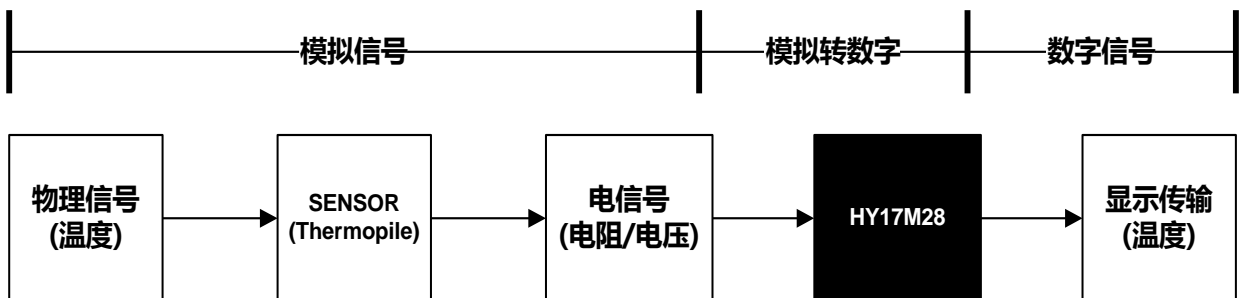 模拟信号
模拟转数字
数字信号
物理信号
(温度)
SENSOR
(Thermopile)
电信号
(电阻/电压)
HY17M28
显示传输
(温度)